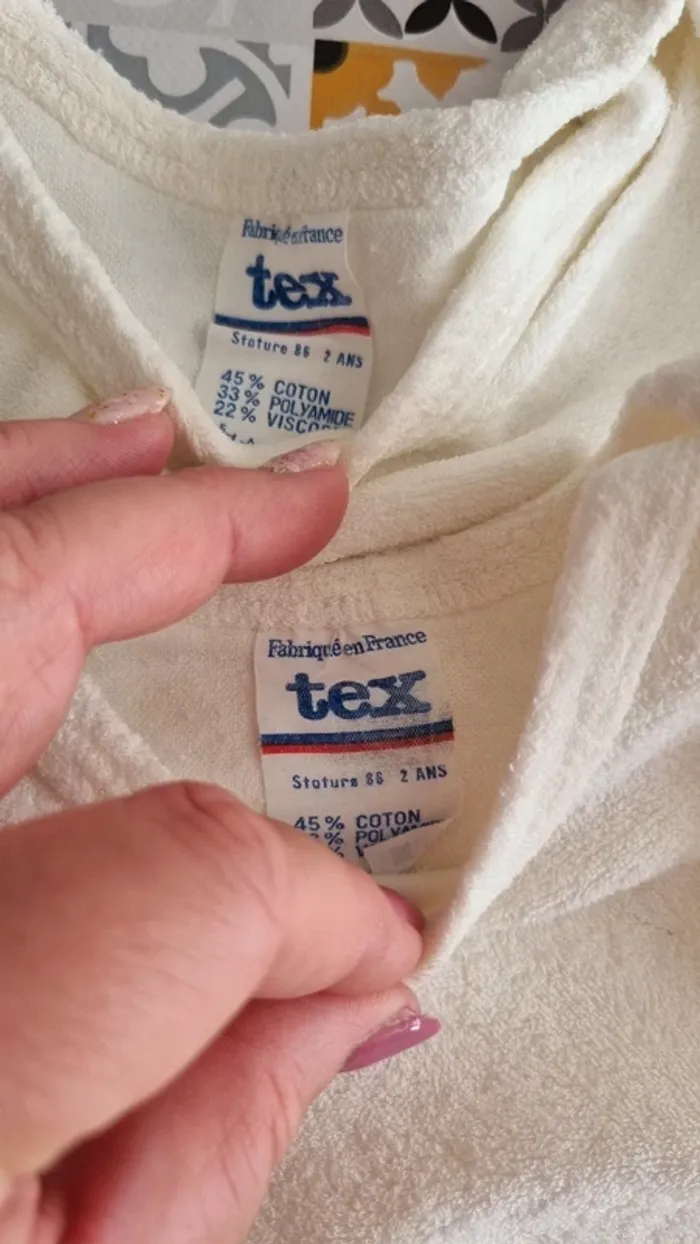 Fabriqué en France
tex
Stature 86 2 ANS
45% COTON
33% POLYAMIDE
22%
Fabriqué en France
tex
Stature 86 2 ANS
45% COTON
%